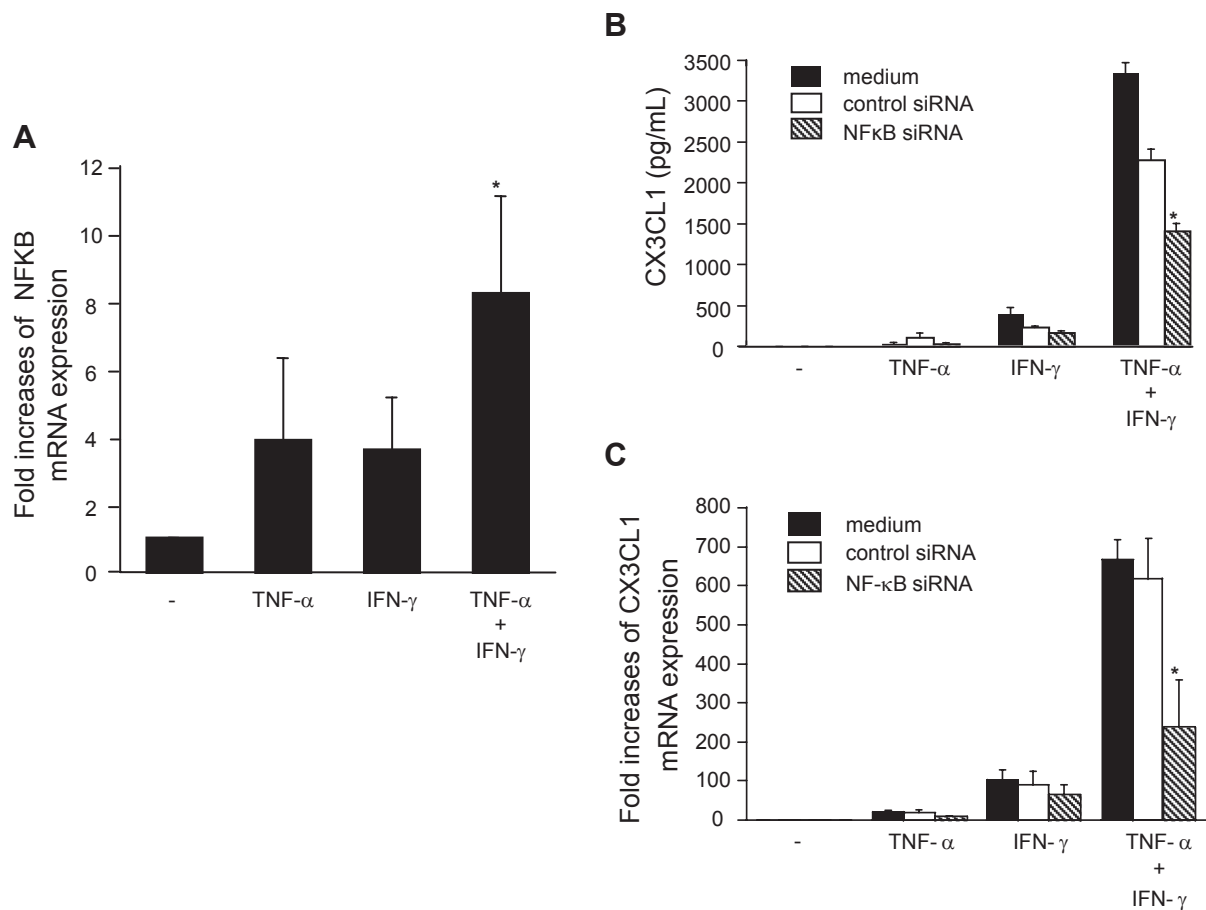 A
Fold increases of NFKB
mRNA expression
12
10
8
6
4
2
0
-
TNF-α
IFN-γ
TNF-α
+
IFN-γ
*
B
CX3CL1 (pg/mL)
3500
3000
2500
2000
1500
1000
500
0
medium
control siRNA
NFκB siRNA
*
-
TNF-α
IFN-γ
TNF-α
+
IFN-γ
C
Fold increases of CX3CL1
mRNA expression
800
700
600
500
400
300
200
100
0
medium
control siRNA
NF-κB siRNA
*
-
TNF- α
IFN- γ
TNF- α
+
IFN- γ